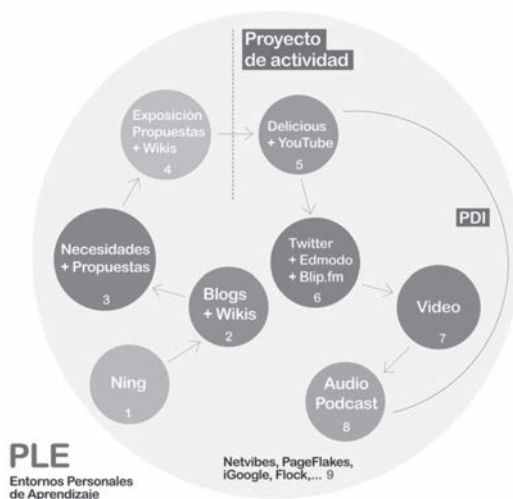 Proyecto
de actividad
Exposición
Propuestas
+ Wikis
4
Delicious
+ YouTube
5
PDI
Necesidades
+ Propuestas
3
Twitter
+ Edmodo
+ Blip.fm
6
Blogs
+ Wikis
2
Video
7
Ning
1
Audio
Podcast
8
PLE
Entornos Personales
de Aprendizaje
Netvibes, PageFlakes,
iGoogle, Flock,... 9